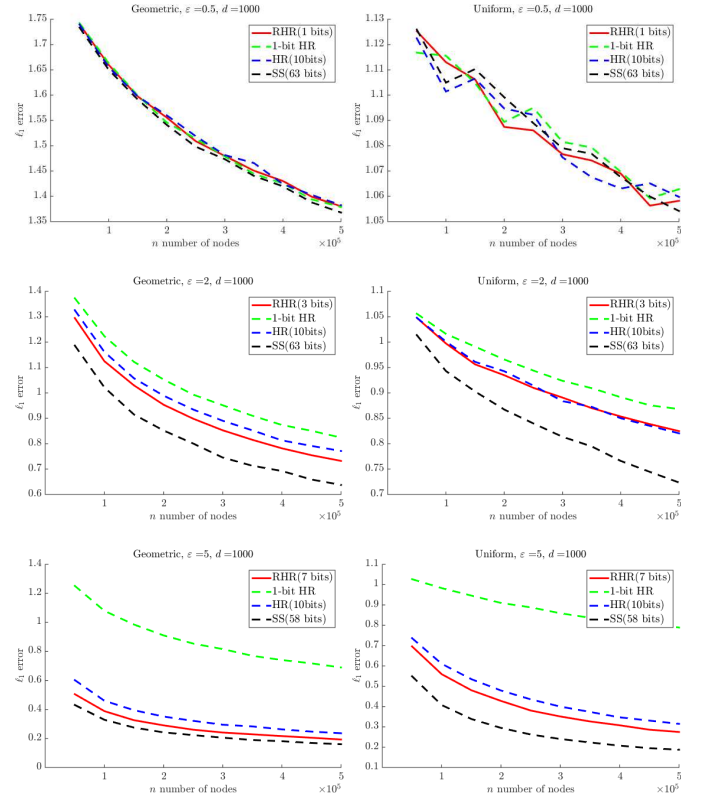 Geometric, ε =0.5, d =1000
1.75
1.7
1.65
1.6
1.55
1.5
1.45
1.4
1.35
ℓ1 error
RHR(1 bits)
1-bit HR
HR(10bits)
SS(63 bits)
1 2 3 4 5
n number of nodes ×10^5
Uniform, ε =0.5, d =1000
1.13
1.12
1.11
1.1
1.09
1.08
1.07
1.06
1.05
ℓ1 error
RHR(1 bits)
1-bit HR
HR(10bits)
SS(63 bits)
1 2 3 4 5
n number of nodes ×10^5
Geometric, ε =2, d =1000
1.4
1.3
1.2
1.1
1
0.9
0.8
0.7
0.6
ℓ1 error
RHR(3 bits)
1-bit HR
HR(10bits)
SS(63 bits)
1 2 3 4 5
n number of nodes ×10^5
Uniform, ε =2, d =1000
1.1
1.05
1
0.95
0.9
0.85
0.8
0.75
0.7
ℓ1 error
RHR(3 bits)
1-bit HR
HR(10bits)
SS(63 bits)
1 2 3 4 5
n number of nodes ×10^5
Geometric, ε =5, d =1000
1.4
1.2
1
0.8
0.6
0.4
0.2
0
ℓ1 error
RHR(7 bits)
1-bit HR
HR(10bits)
SS(58 bits)
1 2 3 4 5
n number of nodes ×10^5
Uniform, ε =5, d =1000
1.1
1
0.9
0.8
0.7
0.6
0.5
0.4
0.3
0.2
0.1
ℓ1 error
RHR(7 bits)
1-bit HR
HR(10bits)
SS(58 bits)
1 2 3 4 5
n number of nodes ×10^5